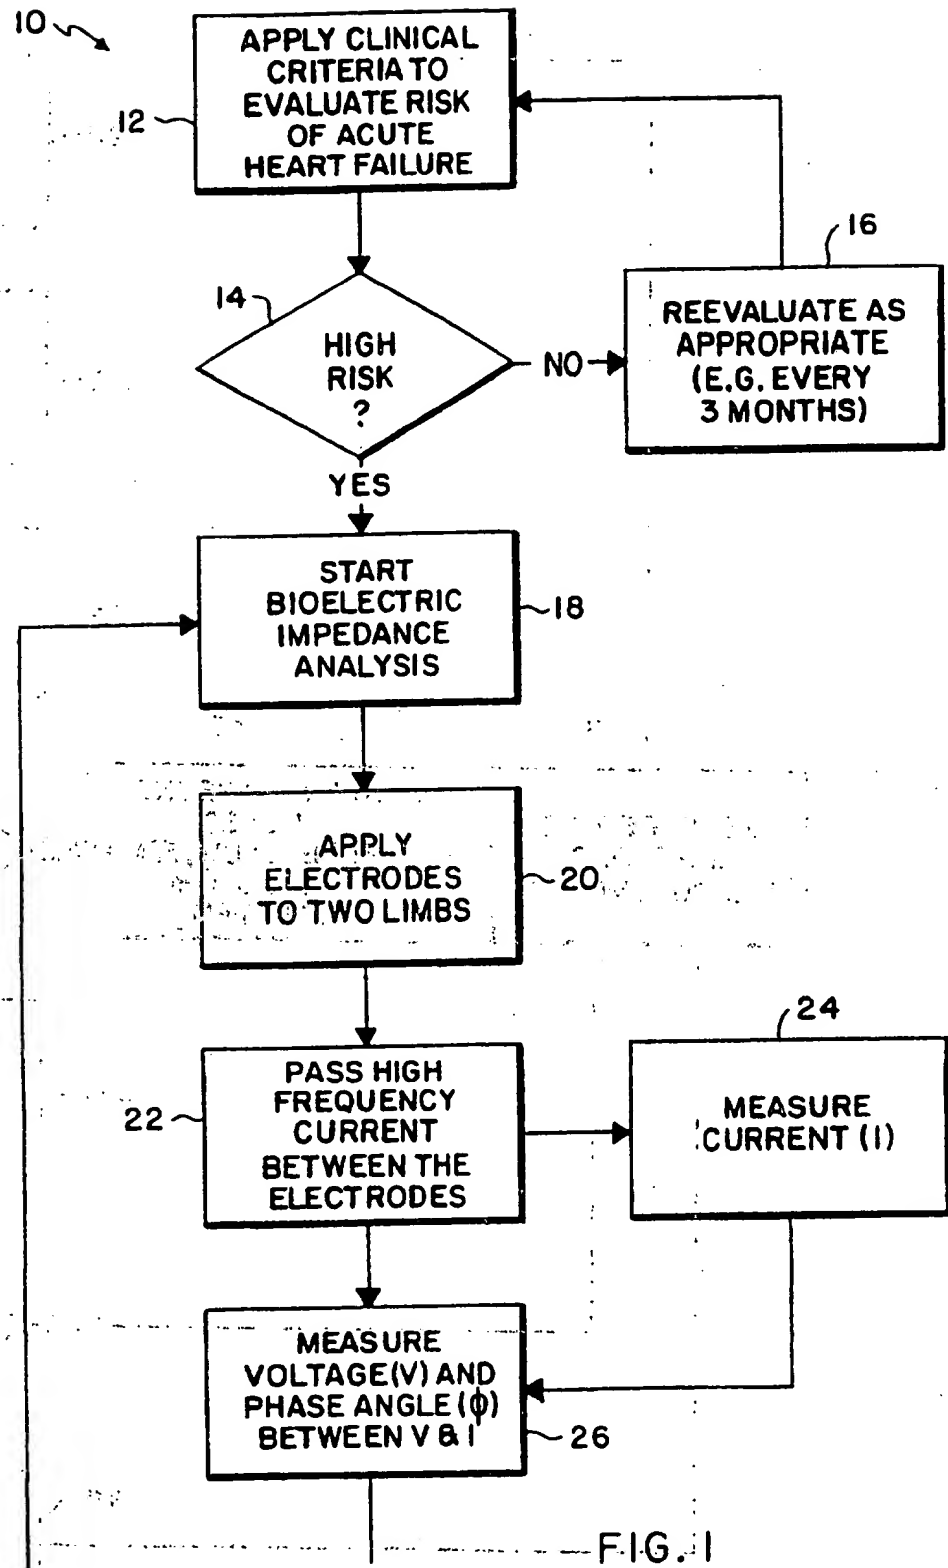 10
APPLY CLINICAL
CRITERIA TO
EVALUATE RISK
OF ACUTE
HEART FAILURE
12
16
14
HIGH
RISK
?
NO
REEVALUATE AS
APPROPRIATE
(E.G. EVERY
3 MONTHS)
YES
START
BIOELECTRIC
IMPEDANCE
ANALYSIS
18
APPLY
ELECTRODES
TO TWO LIMBS
20
22
PASS HIGH
FREQUENCY
CURRENT
BETWEEN THE
ELECTRODES
24
MEASURE
CURRENT (I)
MEASURE
VOLTAGE(V) AND
PHASE ANGLE (ϕ)
BETWEEN V & I
26
FIG. 1